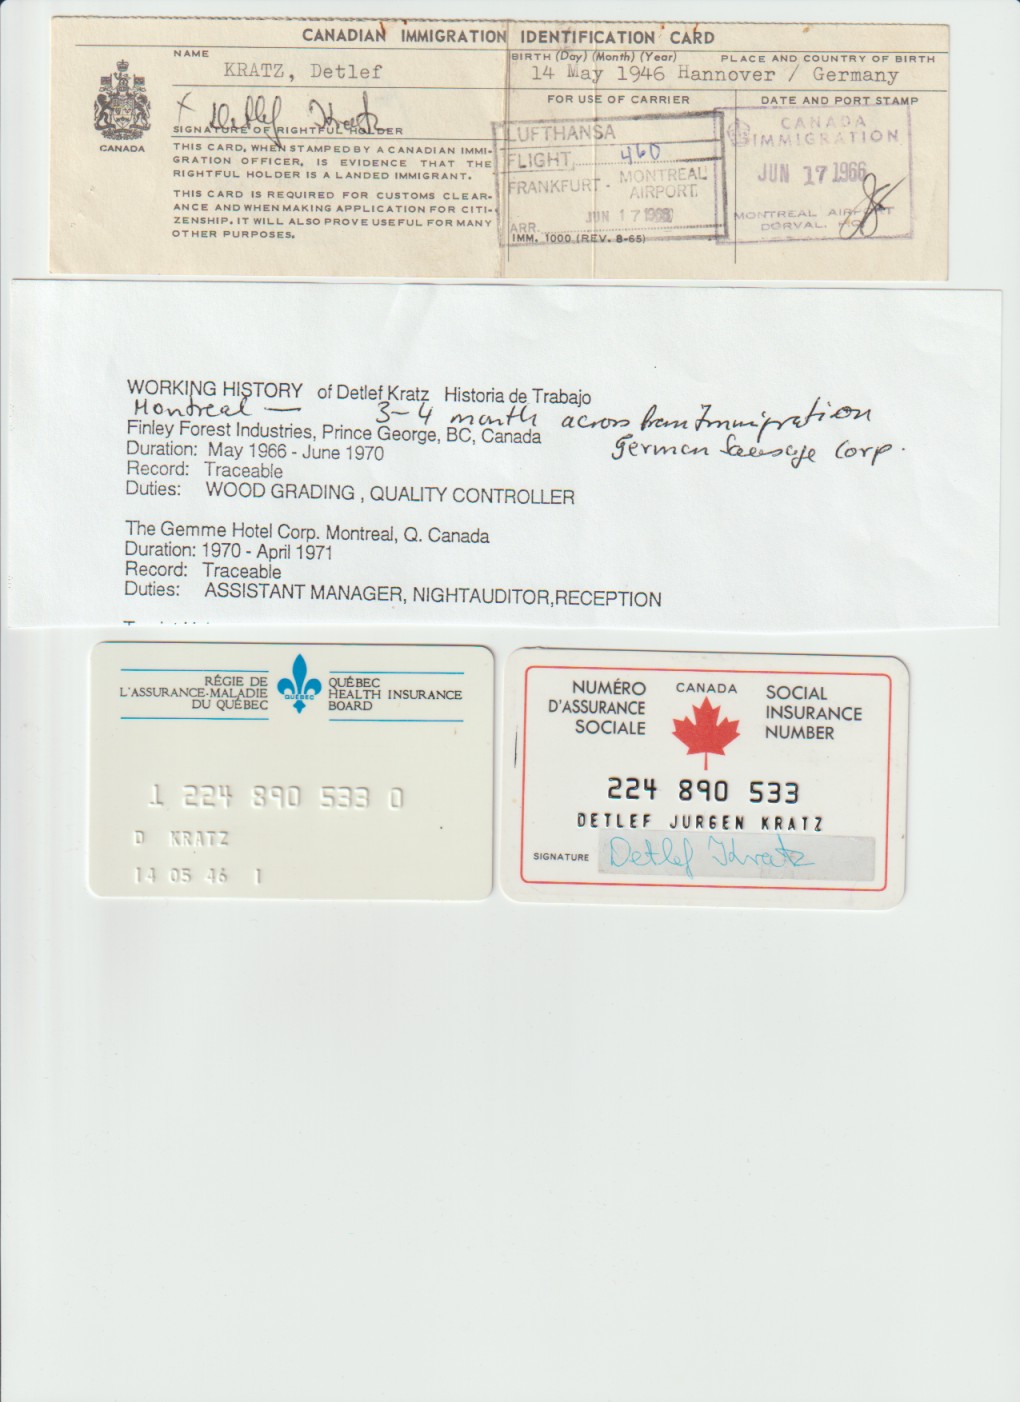 CANADIAN IMMIGRATION IDENTIFICATION CARD
NAME
KRATZ, Detlef
BIRTH (Day) (Month) (Year)
PLACE AND COUNTRY OF BIRTH
14 May 1946 Hannover / Germany
x Detlef Kratz
SIGNATURE OF RIGHTFUL HOLDER
CANADA
THIS CARD, WHEN STAMPED BY A CANADIAN IMMI-
GRATION OFFICER, IS EVIDENCE THAT THE
RIGHTFUL HOLDER IS A LANDED IMMIGRANT.
THIS CARD IS REQUIRED FOR CUSTOMS CLEAR-
ANCE AND WHEN MAKING APPLICATION FOR CITI-
ZENSHIP. IT WILL ALSO PROVE USEFUL FOR MANY
OTHER PURPOSES.
FOR USE OF CARRIER
LUFTHANSA
FLIGHT, 460
FRANKFURT - MONTREAL
AIRPORT.
ARR. JUN 17 1966
IMM. 1000 (REV. 8-65)
DATE AND PORT STAMP
CANADA
IMMIGRATION
JUN 17 1966
MONTREAL AIRPORT
DORVAL,
WORKING HISTORY of Detlef Kratz Historia de Trabajo
Montreal — 3-4 month across from Immigration
German Sausage Corp.
Finley Forest Industries, Prince George, BC, Canada
Duration: May 1966 - June 1970
Record: Traceable
Duties: WOOD GRADING , QUALITY CONTROLLER
The Gemme Hotel Corp. Montreal, Q. Canada
Duration: 1970 - April 1971
Record: Traceable
Duties: ASSISTANT MANAGER, NIGHTAUDITOR,RECEPTION
RÉGIE DE
L'ASSURANCE-MALADIE
DU QUÉBEC
QUÉBEC
QUÉBEC
HEALTH INSURANCE
BOARD
1 224 890 533 0
D KRATZ
14 05 46 1
NUMÉRO
D'ASSURANCE
SOCIALE
CANADA
SOCIAL
INSURANCE
NUMBER
224 890 533
DETLEF JURGEN KRATZ
SIGNATURE Detlef Kratz